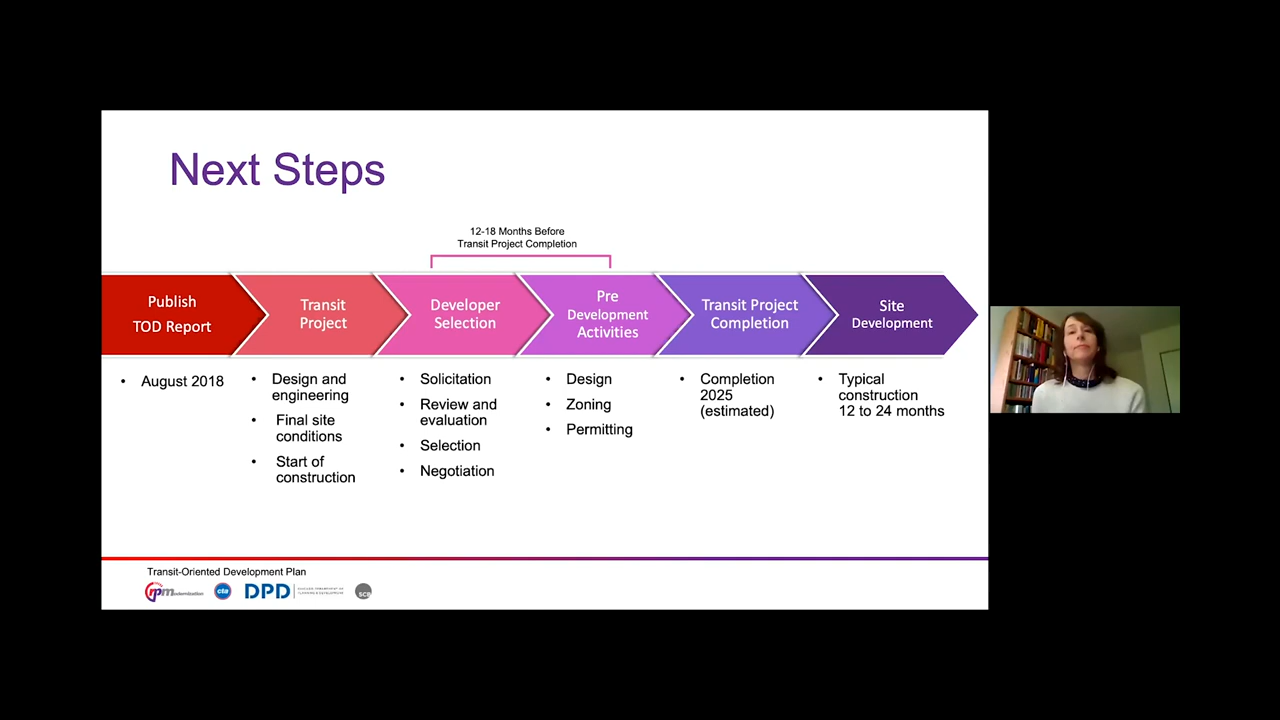 Next Steps
12-18 Months Before
Transit Project Completion
Publish
TOD Report
Transit
Project
Developer
Selection
Pre
Development
Activities
Transit Project
Completion
Site
Development
• August 2018
• Design and
engineering
• Final site
conditions
• Start of
construction
• Solicitation
• Review and
evaluation
• Selection
• Negotiation
• Design
• Zoning
• Permitting
• Completion
2025
(estimated)
• Typical
construction
12 to 24 months
Transit-Oriented Development Plan
rpm
cta
DPD
SCB